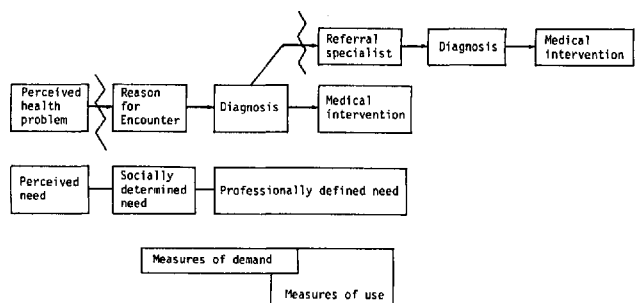 Referral
specialist
Diagnosis
Medical
intervention
Perceived
health
problem
Reason
for
Encounter
Diagnosis
Medical
intervention
Perceived
need
Socially
determined
need
Professionally defined need
Measures of demand
Measures of use